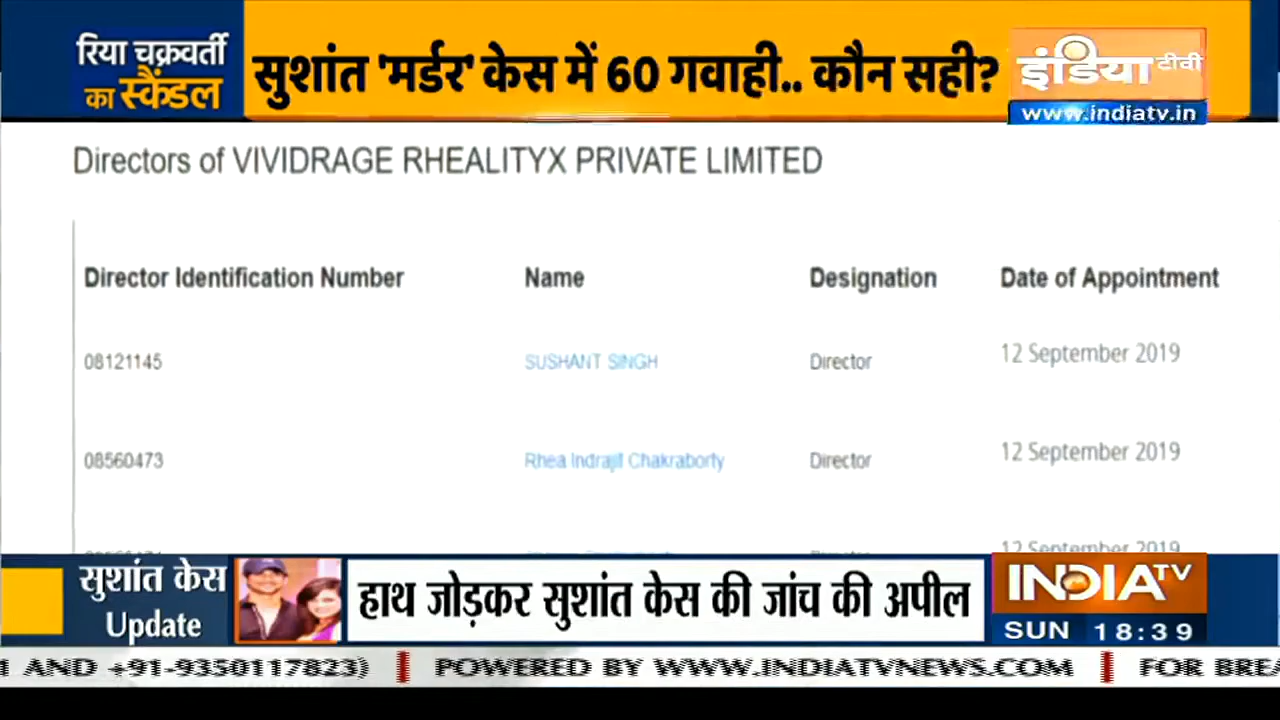 रिया चक्रवर्ती
का स्कैंडल
सुशांत 'मर्डर' केस में 60 गवाही.. कौन सही?
इंडिया टीवी
www.indiatv.in
Directors of VIVIDRAGE RHEALITYX PRIVATE LIMITED
Director Identification Number Name Designation Date of Appointment
08121145 SUSHANT SINGH Director 12 September 2019
08560473 Rhea Indrajit Chakraborty Director 12 September 2019
12 September 2019
सुशांत केस
Update
हाथ जोड़कर सुशांत केस की जांच की अपील
INDIA TV
SUN 18:39
1 AND +91-9350117823) POWERED BY WWW.INDIATVNEWS.COM FOR BREA